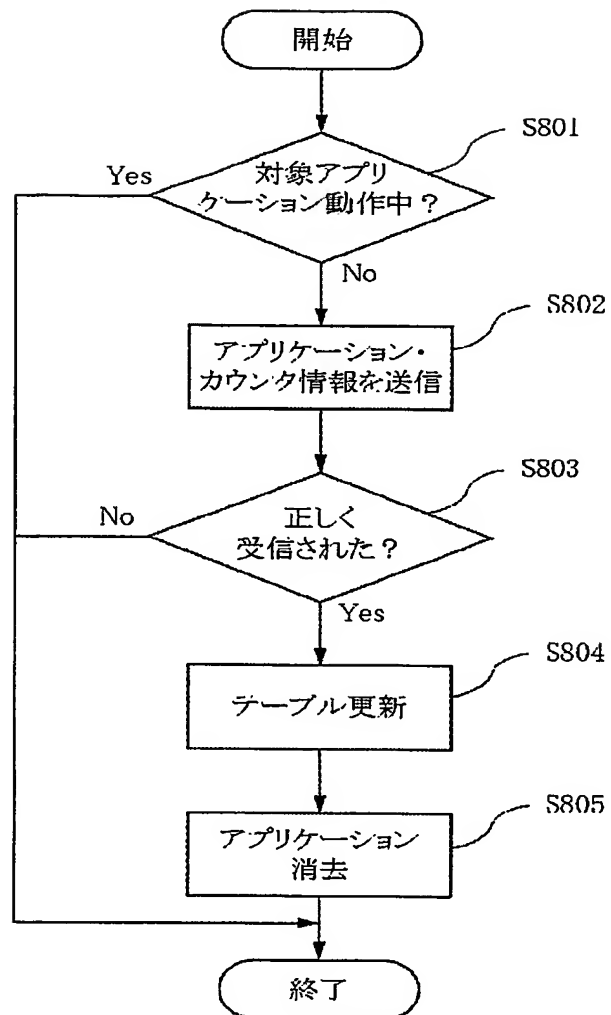 開始
S801
Yes
対象アプリ
ケーション動作中？
No
S802
アプリケーション・
カウンタ情報を送信
S803
No
正しく
受信された？
Yes
S804
テーブル更新
S805
アプリケーション
消去
終了